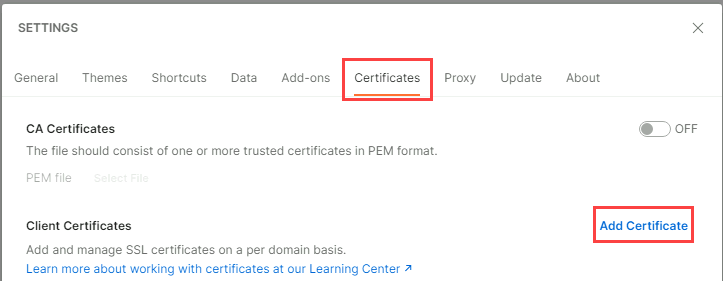 SETTINGS
General Themes Shortcuts Data Add-ons Certificates Proxy Update About
CA Certificates OFF
The file should consist of one or more trusted certificates in PEM format.
PEM file Select File
Client Certificates Add Certificate
Add and manage SSL certificates on a per domain basis.
Learn more about working with certificates at our Learning Center ↗